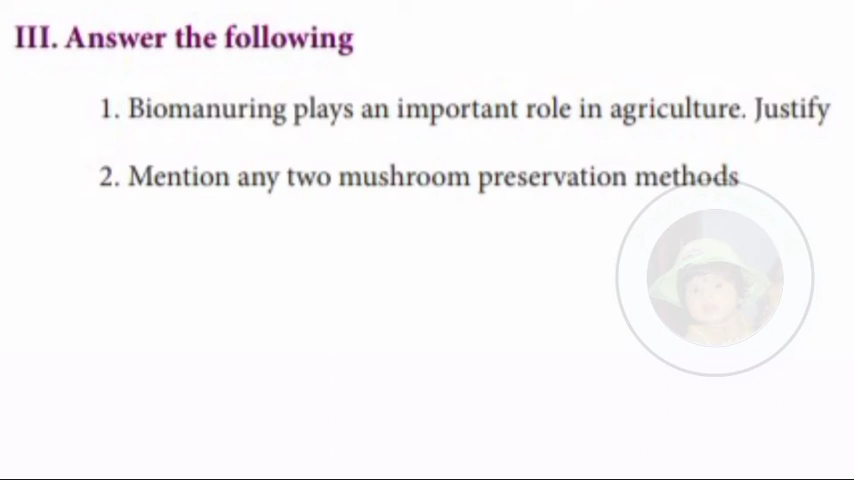 III. Answer the following
1. Biomanuring plays an important role in agriculture. Justify
2. Mention any two mushroom preservation methods